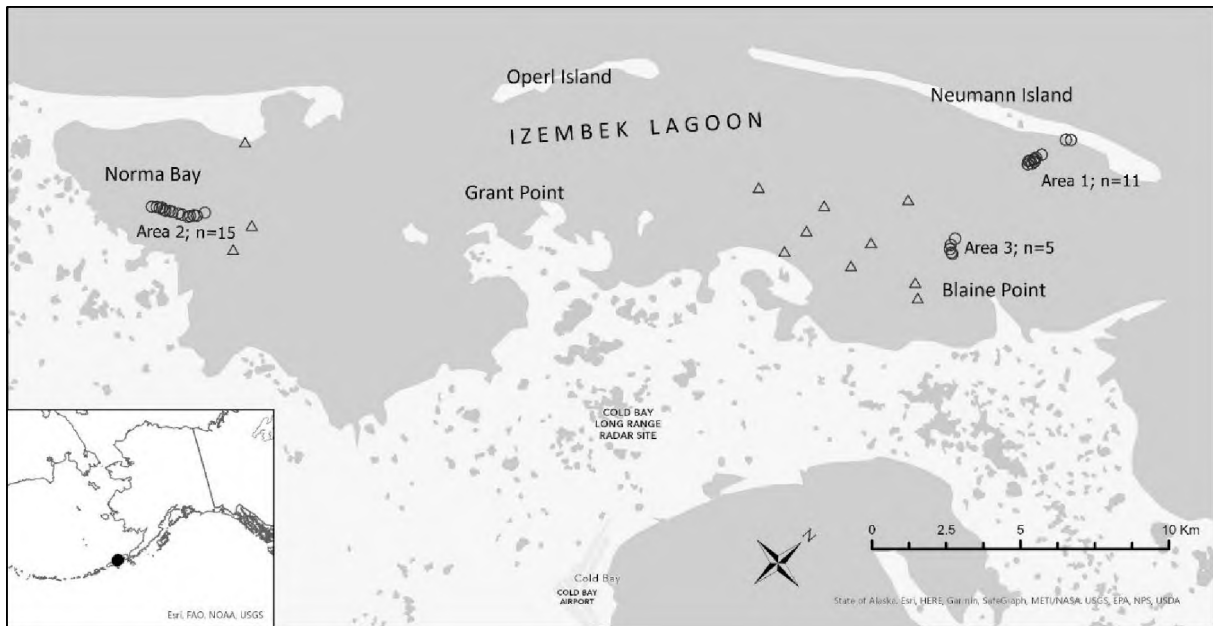 Operl Island
Neumann Island
IZEMBEK LAGOON
Norma Bay
Grant Point
Area 1; n=11
Area 2; n=15
Area 3; n=5
Blaine Point
COLD BAY
LONG RANGE
RADAR SITE
0 2.5 5 10 Km
N
Cold Bay
COLD BAY
AIRPORT
Esri, FAO, NOAA, USGS
State of Alaska, Esri, HERE, Garmin, SafeGraph, METI/NASA, USGS, EPA, NPS, USDA